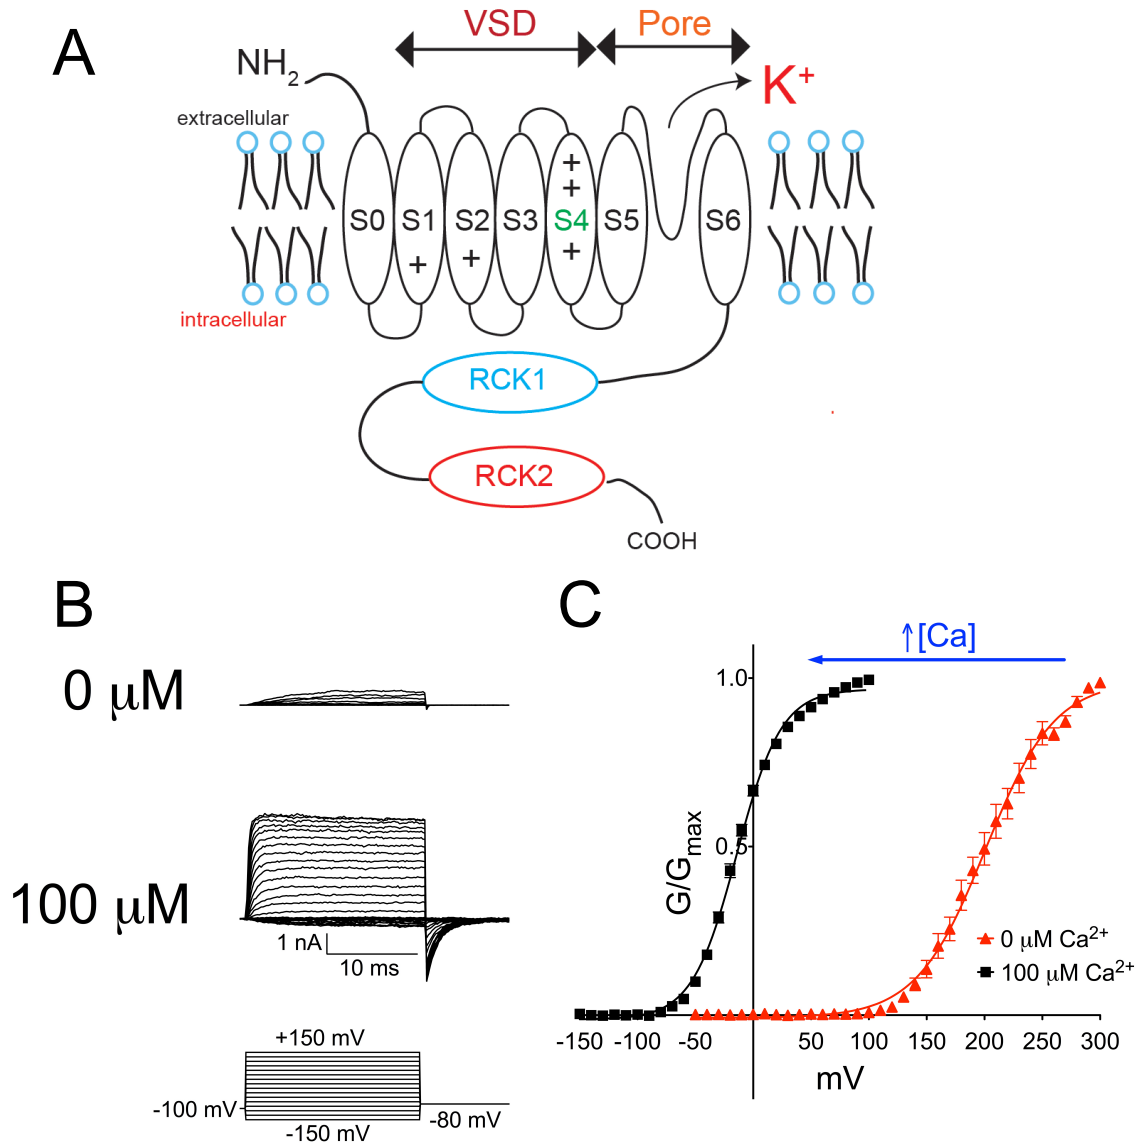 A
VSD
Pore
NH2
K+
extracellular
+
+
S0
S1
S2
S3
S4
S5
S6
+
+
+
intracellular
RCK1
RCK2
COOH
B
C
0 μM
100 μM
1 nA
10 ms
+150 mV
-100 mV
-80 mV
-150 mV
↑[Ca]
1.0
0.5
G/Gmax
0 μM Ca2+
100 μM Ca2+
-150 -100 -50 50 100 150 200 250 300
mV